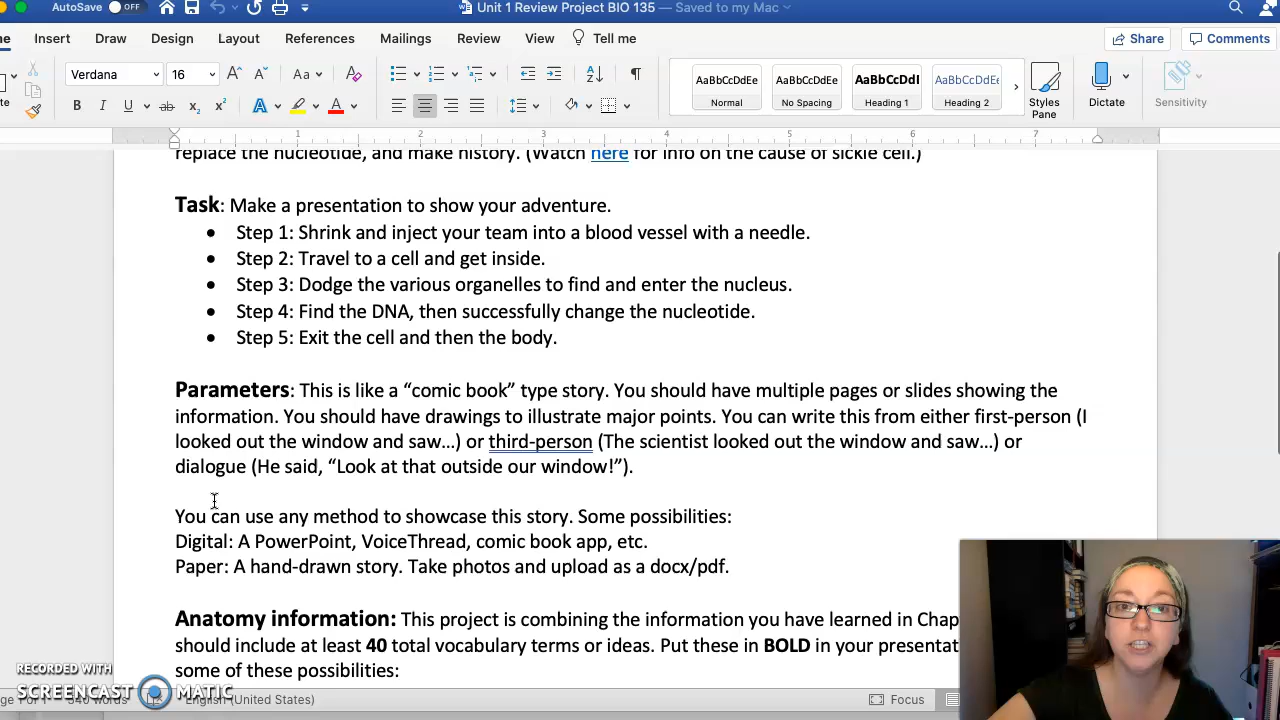 AutoSave OFF Unit 1 Review Project BIO 135 — Saved to my Mac
Insert Draw Design Layout References Mailings Review View Tell me Share Comments
Verdana 16 Aa AaBbCcDdEe AaBbCcDdEe AaBbCcDdI AaBbCcDdEe
Normal No Spacing Heading 1 Heading 2 Styles Pane Dictate Sensitivity
B I U ab x₂ x² A A
1 2 3 4 5 6 7
replace the nucleotide, and make history. (Watch here for info on the cause of sickle cell.)
Task: Make a presentation to show your adventure.
• Step 1: Shrink and inject your team into a blood vessel with a needle.
• Step 2: Travel to a cell and get inside.
• Step 3: Dodge the various organelles to find and enter the nucleus.
• Step 4: Find the DNA, then successfully change the nucleotide.
• Step 5: Exit the cell and then the body.
Parameters: This is like a “comic book” type story. You should have multiple pages or slides showing the
information. You should have drawings to illustrate major points. You can write this from either first-person (I
looked out the window and saw…) or third-person (The scientist looked out the window and saw…) or
dialogue (He said, “Look at that outside our window!”).
You can use any method to showcase this story. Some possibilities:
Digital: A PowerPoint, VoiceThread, comic book app, etc.
Paper: A hand-drawn story. Take photos and upload as a docx/pdf.
Anatomy information: This project is combining the information you have learned in Chap
should include at least 40 total vocabulary terms or ideas. Put these in BOLD in your presentat
some of these possibilities:
RECORDED WITH
SCREENCAST MATIC
words English (United States) Focus